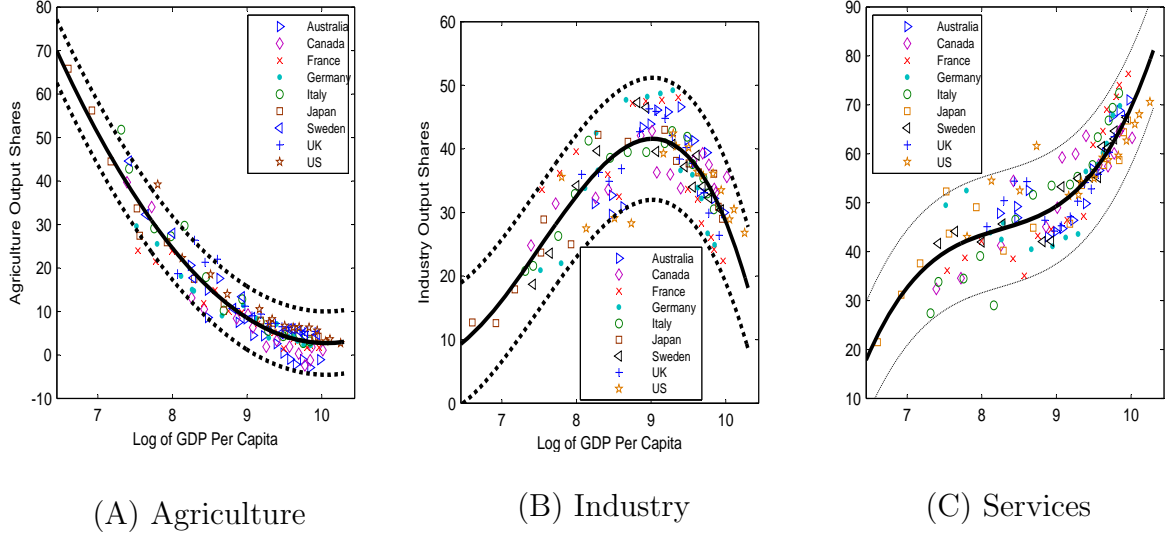 Agriculture Output Shares
80
70
60
50
40
30
20
10
0
-10
7
8
9
10
Log of GDP Per Capita
Australia
Canada
France
Germany
Italy
Japan
Sweden
UK
US
(A) Agriculture
Industry Output Shares
60
50
40
30
20
10
0
7
8
9
10
Log of GDP Per Capita
Australia
Canada
France
Germany
Italy
Japan
Sweden
UK
US
(B) Industry
90
80
70
60
50
40
30
20
10
7
8
9
10
Australia
Canada
France
Germany
Italy
Japan
Sweden
UK
US
(C) Services